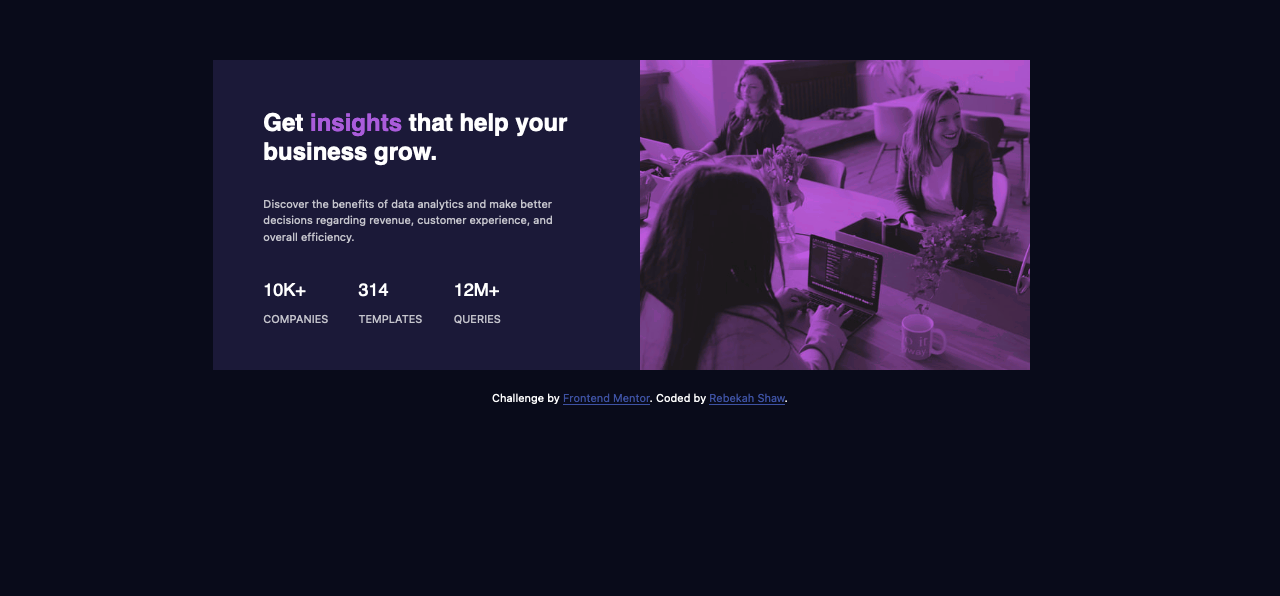 Get insights that help your
business grow.
Discover the benefits of data analytics and make better
decisions regarding revenue, customer experience, and
overall efficiency.
10K+ 314 12M+
COMPANIES TEMPLATES QUERIES
Challenge by Frontend Mentor. Coded by Rebekah Shaw.